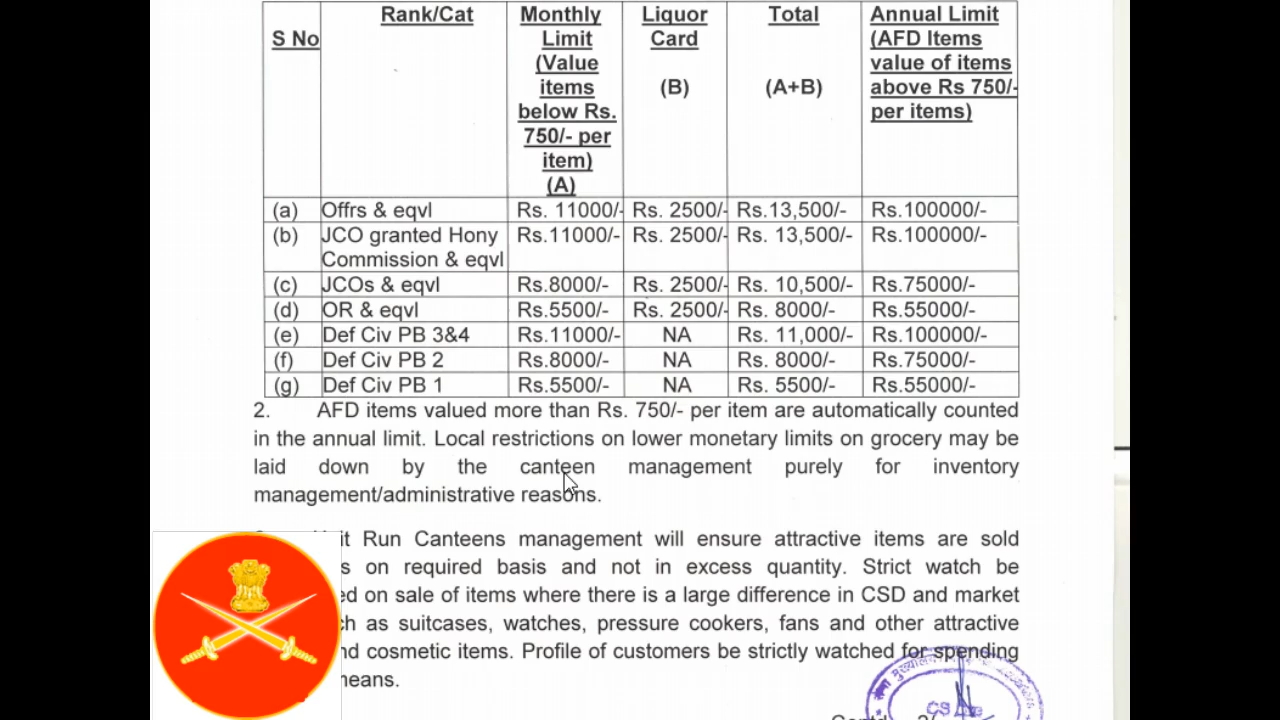 S No Rank/Cat Monthly Limit (Value items below Rs. 750/- per item) (A) Liquor Card (B) Total (A+B) Annual Limit (AFD Items value of items above Rs 750/- per items)
(a) Offrs & eqvl Rs. 11000/- Rs. 2500/- Rs.13,500/- Rs.100000/-
(b) JCO granted Hony Commission & eqvl Rs.11000/- Rs. 2500/- Rs. 13,500/- Rs.100000/-
(c) JCOs & eqvl Rs.8000/- Rs. 2500/- Rs. 10,500/- Rs.75000/-
(d) OR & eqvl Rs.5500/- Rs. 2500/- Rs. 8000/- Rs.55000/-
(e) Def Civ PB 3&4 Rs.11000/- NA Rs. 11,000/- Rs.100000/-
(f) Def Civ PB 2 Rs.8000/- NA Rs. 8000/- Rs.75000/-
(g) Def Civ PB 1 Rs.5500/- NA Rs. 5500/- Rs.55000/-
2. AFD items valued more than Rs. 750/- per item are automatically counted
in the annual limit. Local restrictions on lower monetary limits on grocery may be
laid down by the canteen management purely for inventory
management/administrative reasons.
Run Canteens management will ensure attractive items are sold
on required basis and not in excess quantity. Strict watch be
on sale of items where there is a large difference in CSD and market
as suitcases, watches, pressure cookers, fans and other attractive
cosmetic items. Profile of customers be strictly watched for spending
means.